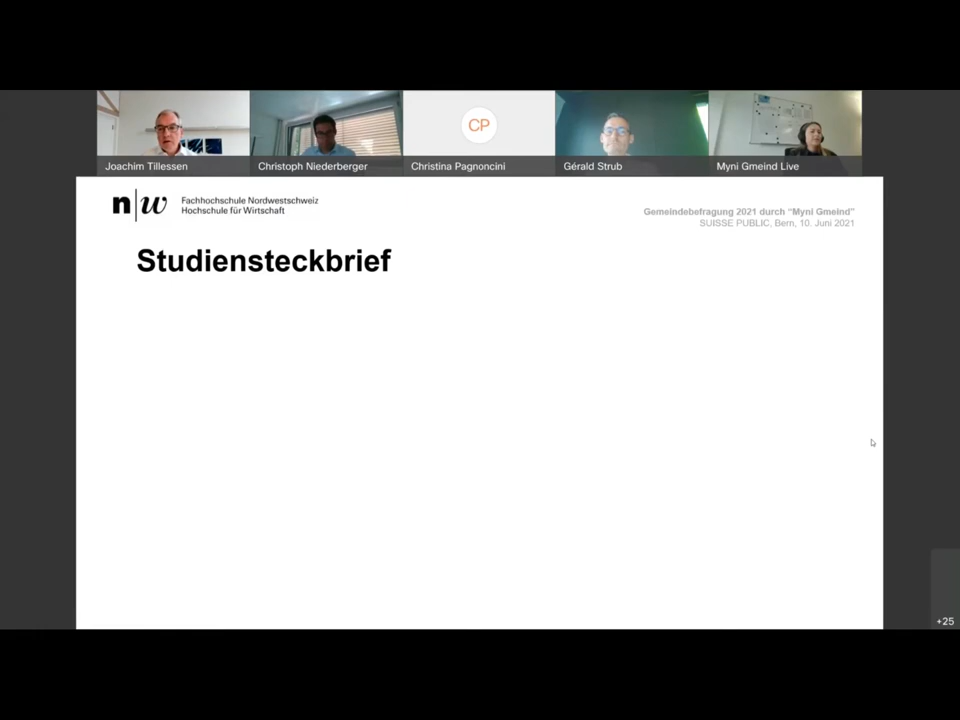 CP
Joachim Tillessen
Christoph Niederberger
Christina Pagnoncini
Gérald Strub
Myni Gmeind Live
n|w
Fachhochschule Nordwestschweiz
Hochschule für Wirtschaft
Gemeindebefragung 2021 durch “Myni Gmeind”
SUISSE PUBLIC, Bern, 10. Juni 2021
Studiensteckbrief
+25